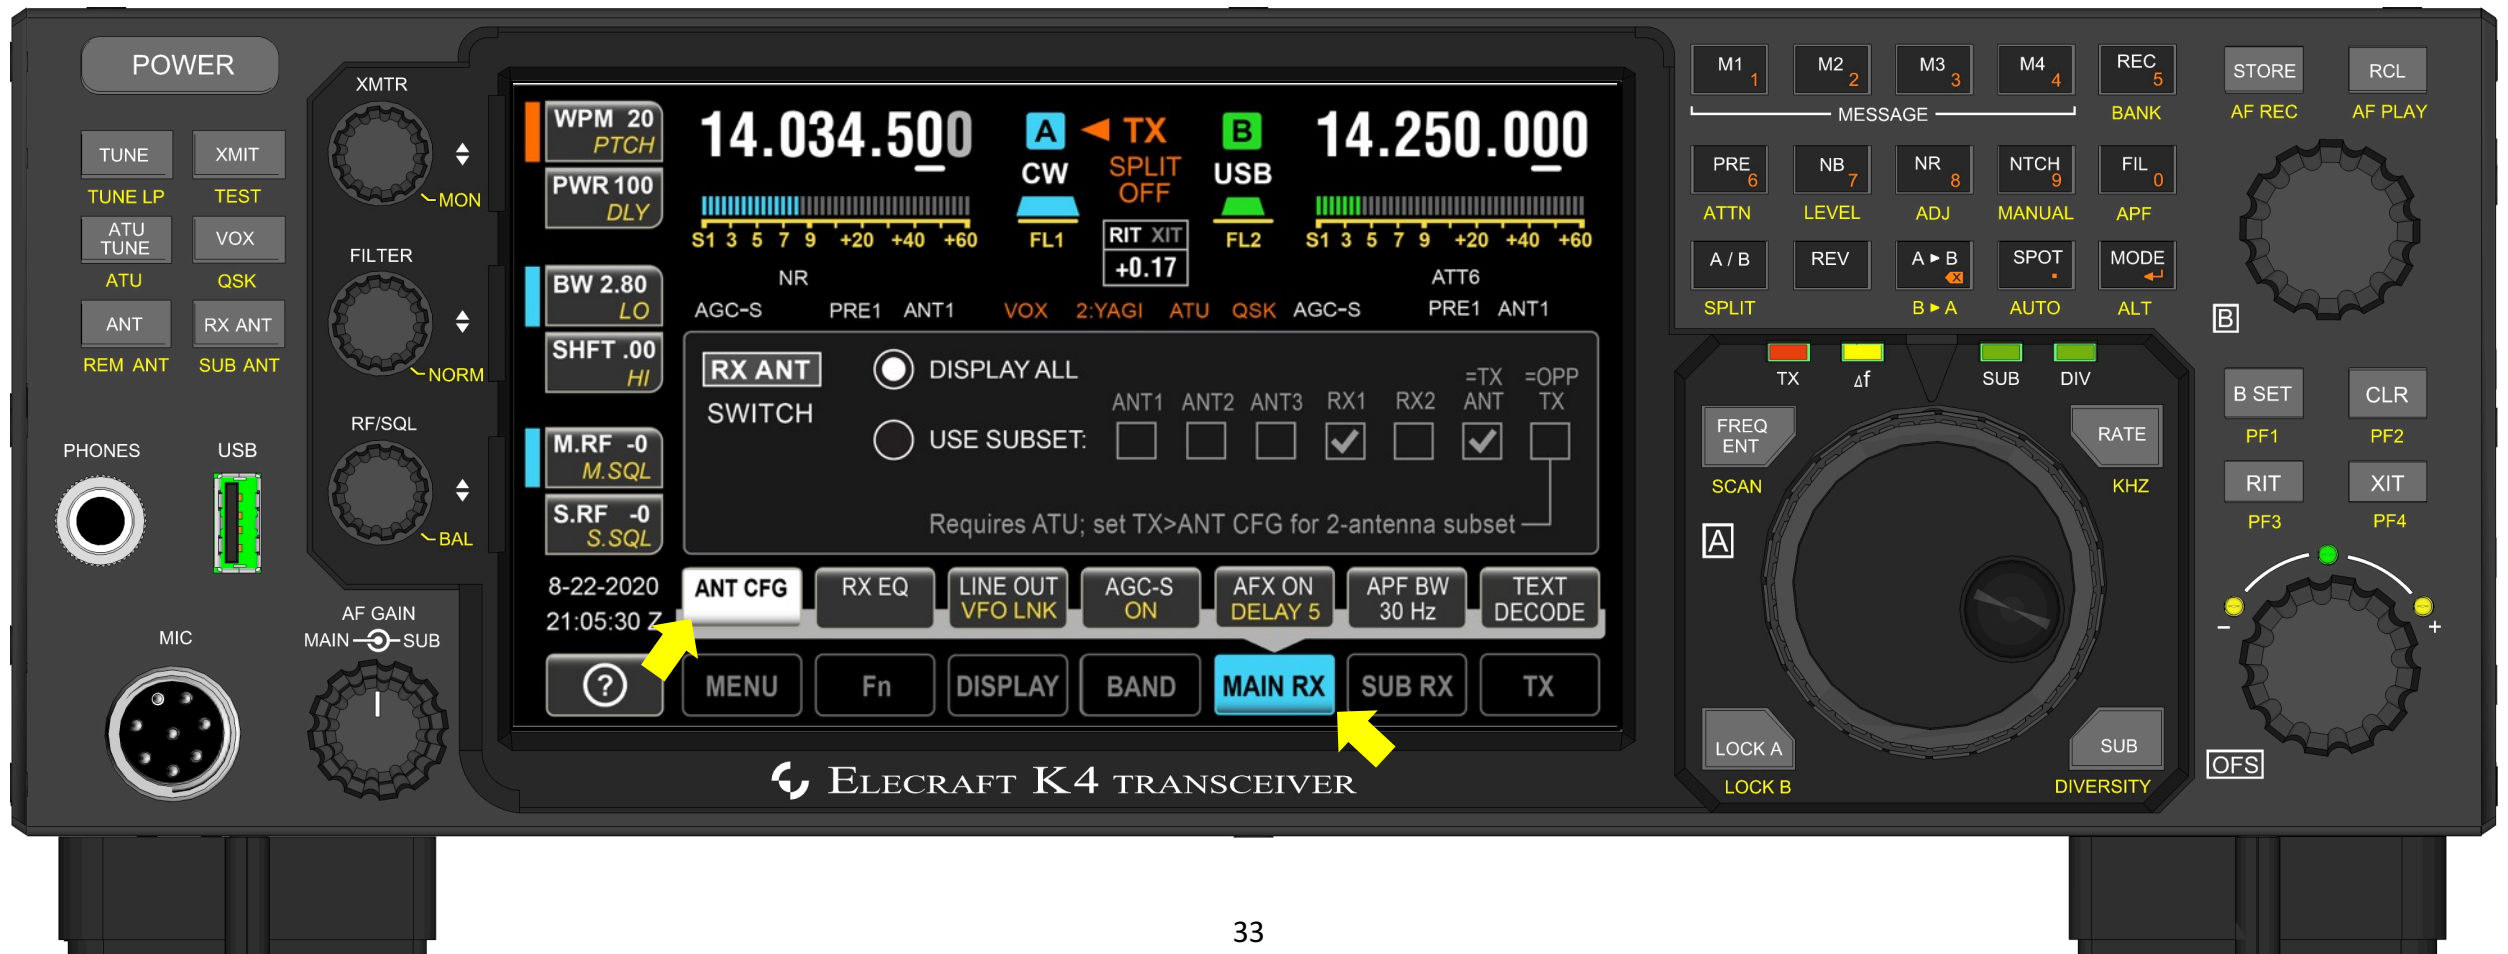 POWER
TUNE
XMIT
TUNE LP
TEST
ATU
TUNE
VOX
ATU
QSK
ANT
RX ANT
REM ANT
SUB ANT
PHONES
USB
MIC
XMTR
MON
FILTER
NORM
RF/SQL
BAL
AF GAIN
MAIN
SUB
WPM 20
PTCH
PWR 100
DLY
BW 2.80
LO
SHFT .00
HI
M.RF -0
M.SQL
S.RF -0
S.SQL
8-22-2020
21:05:30 Z
?
14.034.500
A ◄ TX B
14.250.000
CW
SPLIT
OFF
USB
S1 3 5 7 9 +20 +40 +60
FL1
RIT XIT
+0.17
FL2
S1 3 5 7 9 +20 +40 +60
NR
ATT6
AGC-S PRE1 ANT1 VOX 2:YAGI ATU QSK AGC-S PRE1 ANT1
RX ANT
SWITCH
DISPLAY ALL
=TX =OPP
ANT1 ANT2 ANT3 RX1 RX2 ANT TX
USE SUBSET:
Requires ATU; set TX>ANT CFG for 2-antenna subset
ANT CFG
RX EQ
LINE OUT
VFO LNK
AGC-S
ON
AFX ON
DELAY 5
APF BW
30 Hz
TEXT
DECODE
MENU
Fn
DISPLAY
BAND
MAIN RX
SUB RX
TX
ELECRAFT K4 TRANSCEIVER
M1 1
M2 2
M3 3
M4 4
REC 5
MESSAGE
BANK
PRE 6
NB 7
NR 8
NTCH 9
FIL 0
ATTN
LEVEL
ADJ
MANUAL
APF
A / B
REV
A ► B
SPOT .
MODE
SPLIT
B ► A
AUTO
ALT
TX
Δf
SUB
DIV
FREQ
ENT
RATE
SCAN
KHZ
A
LOCK A
SUB
LOCK B
DIVERSITY
STORE
RCL
AF REC
AF PLAY
B
B SET
CLR
PF1
PF2
RIT
XIT
PF3
PF4
- +
OFS
33